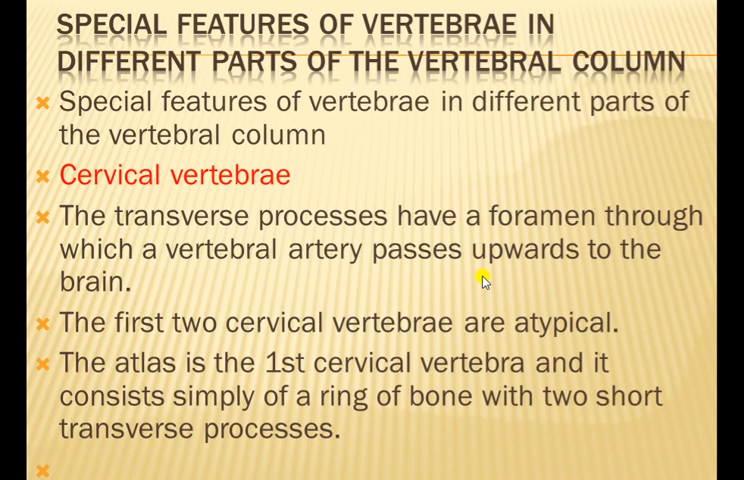 SPECIAL FEATURES OF VERTEBRAE IN
DIFFERENT PARTS OF THE VERTEBRAL COLUMN
Special features of vertebrae in different parts of
the vertebral column
Cervical vertebrae
The transverse processes have a foramen through
which a vertebral artery passes upwards to the
brain.
The first two cervical vertebrae are atypical.
The atlas is the 1st cervical vertebra and it
consists simply of a ring of bone with two short
transverse processes.